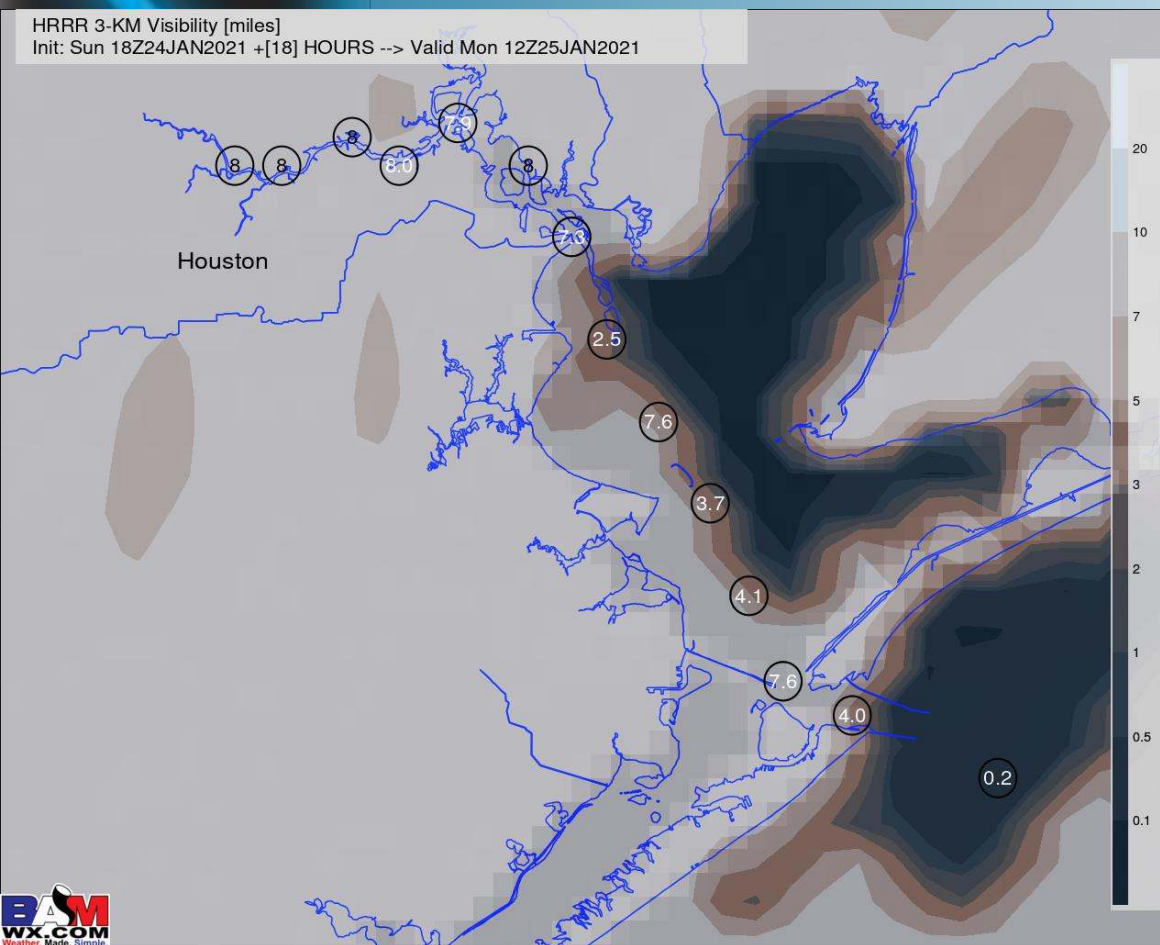 HRRR 3-KM Visibility [miles]
Init: Sun 18Z24JAN2021 +[18] HOURS --> Valid Mon 12Z25JAN2021
7.9
8
8 8 8.0 8
7.3
Houston
2.5
7.6
3.7
4.1
7.6
4.0
0.2
20
10
7
5
3
2
1
0.5
0.1
BAM
WX.COM
Weather. Made. Simple.